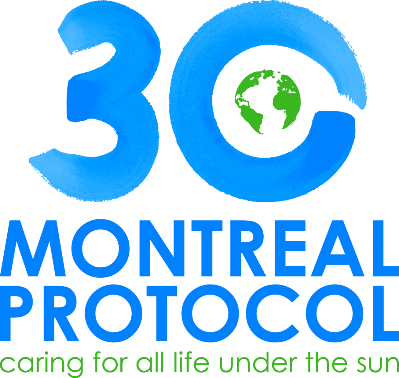 30
MONTREAL
PROTOCOL
caring for all life under the sun